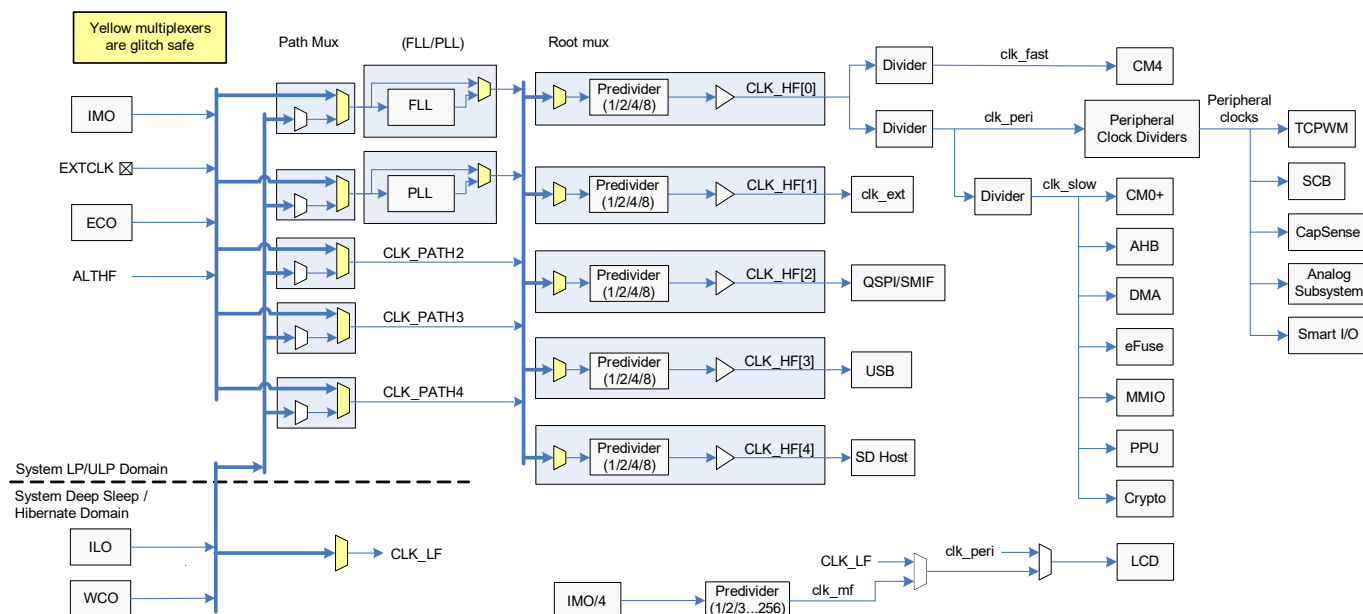 Yellow multiplexers
are glitch safe
Path Mux
(FLL/PLL)
Root mux
IMO
EXTCLK
ECO
ALTHF
FLL
PLL
CLK_PATH2
CLK_PATH3
CLK_PATH4
Predivider
(1/2/4/8)
CLK_HF[0]
Predivider
(1/2/4/8)
CLK_HF[1]
clk_ext
Predivider
(1/2/4/8)
CLK_HF[2]
QSPI/SMIF
Predivider
(1/2/4/8)
CLK_HF[3]
USB
Predivider
(1/2/4/8)
CLK_HF[4]
SD Host
Divider
clk_fast
CM4
Divider
clk_peri
Peripheral
Clock Dividers
Peripheral
clocks
TCPWM
SCB
CapSense
Analog
Subsystem
Smart I/O
Divider
clk_slow
CM0+
AHB
DMA
eFuse
MMIO
PPU
Crypto
System LP/ULP Domain
System Deep Sleep /
Hibernate Domain
ILO
WCO
CLK_LF
IMO/4
Predivider
(1/2/3...256)
clk_mf
CLK_LF
clk_peri
LCD